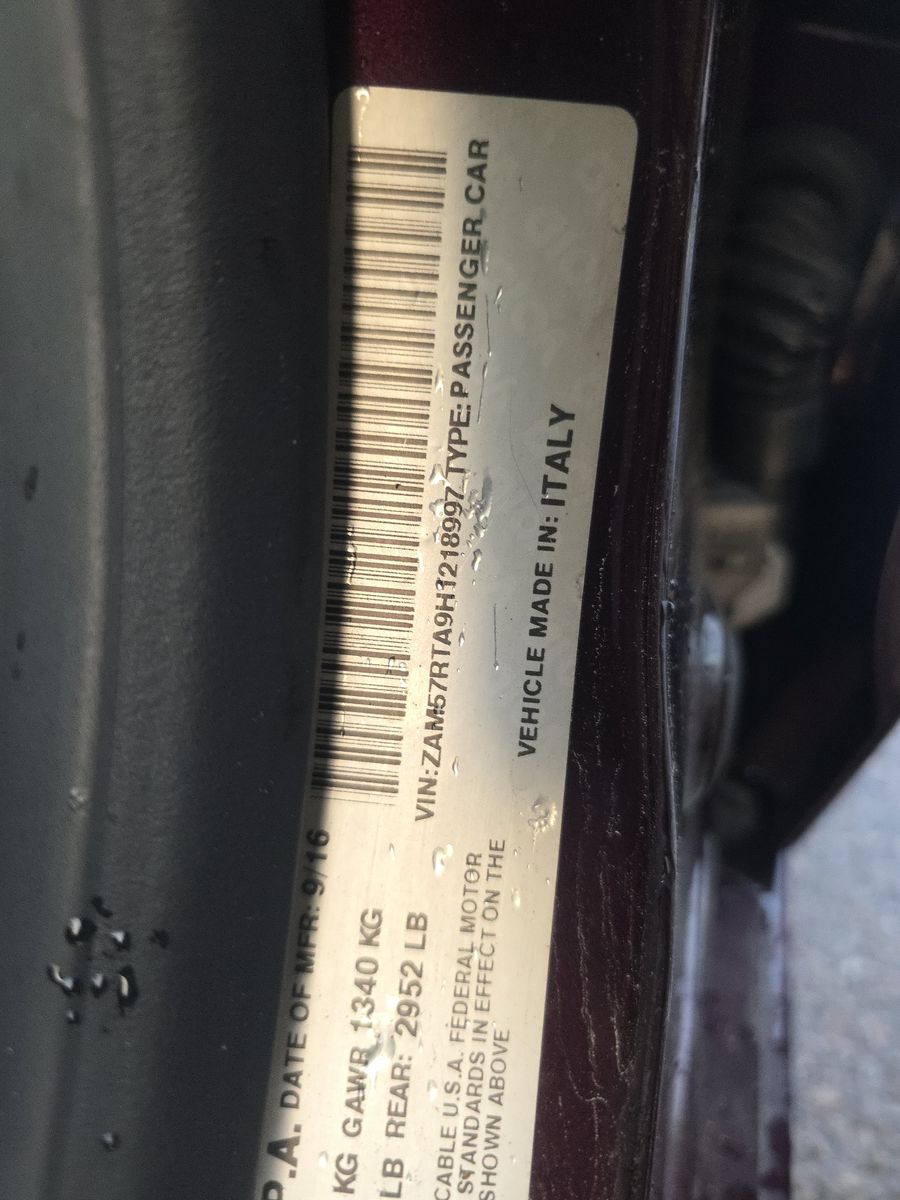 P.A. DATE OF MFR: 9/16
KG GAWR 1340 KG
LB REAR: 2952 LB
VIN: ZAM57RTA9H1218997 TYPE: PASSENGER CAR
CABLE U.S.A. FEDERAL MOTOR
STANDARDS IN EFFECT ON THE
SHOWN ABOVE
VEHICLE MADE IN: ITALY